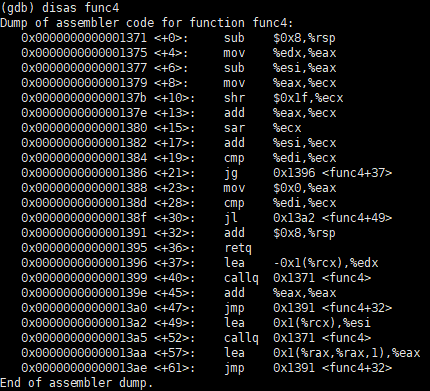 (gdb) disas func4
Dump of assembler code for function func4:
   0x0000000000001371 <+0>:     sub    $0x8,%rsp
   0x0000000000001375 <+4>:     mov    %edx,%eax
   0x0000000000001377 <+6>:     sub    %esi,%eax
   0x0000000000001379 <+8>:     mov    %eax,%ecx
   0x000000000000137b <+10>:    shr    $0x1f,%ecx
   0x000000000000137e <+13>:    add    %eax,%ecx
   0x0000000000001380 <+15>:    sar    %ecx
   0x0000000000001382 <+17>:    add    %esi,%ecx
   0x0000000000001384 <+19>:    cmp    %edi,%ecx
   0x0000000000001386 <+21>:    jg     0x1396 <func4+37>
   0x0000000000001388 <+23>:    mov    $0x0,%eax
   0x000000000000138d <+28>:    cmp    %edi,%ecx
   0x000000000000138f <+30>:    jl     0x13a2 <func4+49>
   0x0000000000001391 <+32>:    add    $0x8,%rsp
   0x0000000000001395 <+36>:    retq
   0x0000000000001396 <+37>:    lea    -0x1(%rcx),%edx
   0x0000000000001399 <+40>:    callq  0x1371 <func4>
   0x000000000000139e <+45>:    add    %eax,%eax
   0x00000000000013a0 <+47>:    jmp    0x1391 <func4+32>
   0x00000000000013a2 <+49>:    lea    0x1(%rcx),%esi
   0x00000000000013a5 <+52>:    callq  0x1371 <func4>
   0x00000000000013aa <+57>:    lea    0x1(%rax,%rax,1),%eax
   0x00000000000013ae <+61>:    jmp    0x1391 <func4+32>
End of assembler dump.